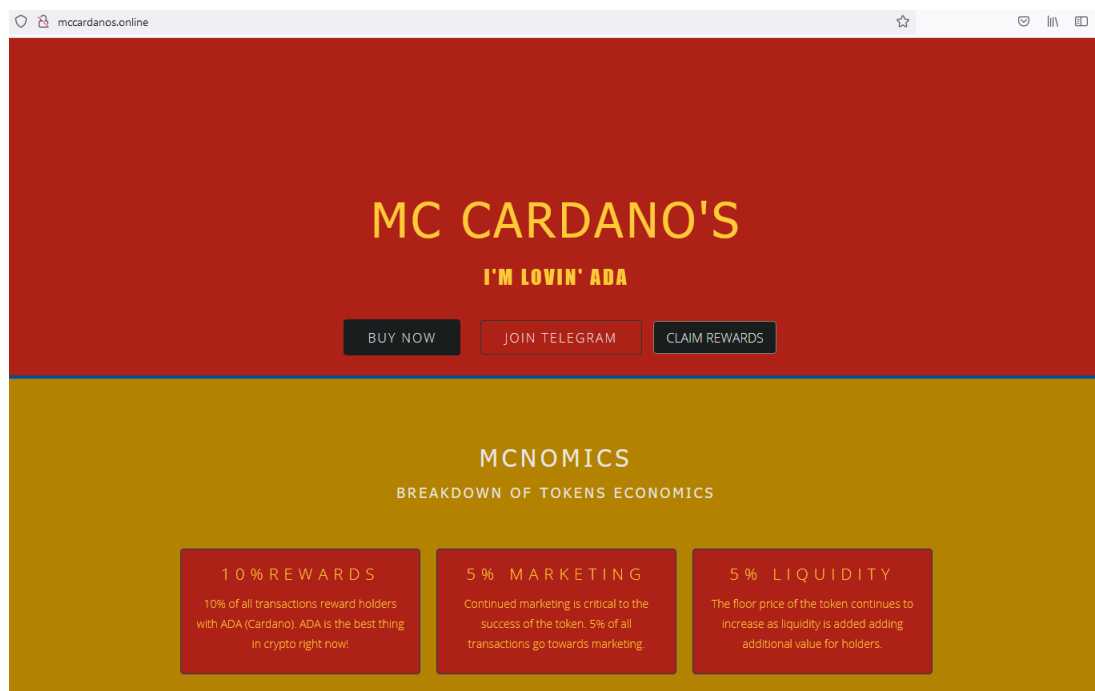 mccardanos.online
MC CARDANO'S
I'M LOVIN' ADA
BUY NOW
JOIN TELEGRAM
CLAIM REWARDS
MCNOMICS
BREAKDOWN OF TOKENS ECONOMICS
10%REWARDS
10% of all transactions reward holders
with ADA (Cardano). ADA is the best thing
in crypto right now!
5% MARKETING
Continued marketing is critical to the
success of the token. 5% of all
transactions go towards marketing.
5% LIQUIDITY
The floor price of the token continues to
increase as liquidity is added adding
additional value for holders.